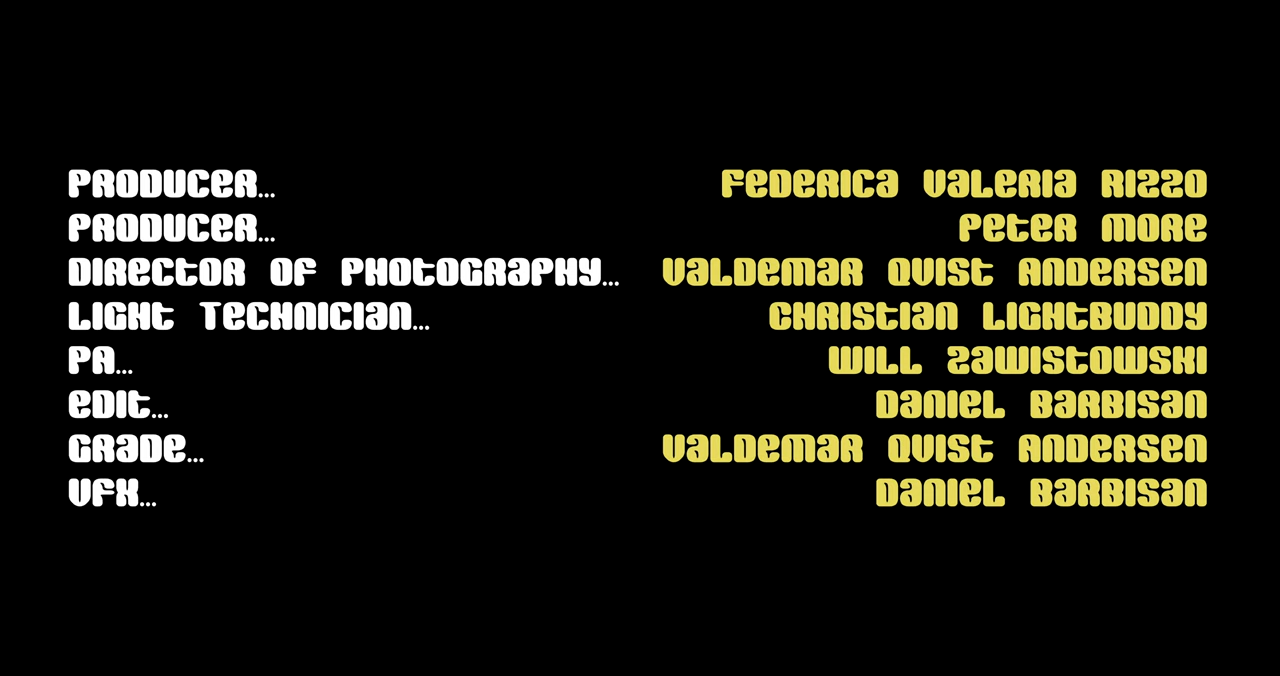 PRODUCER... FEDERICA VALERIA RIZZO
PRODUCER... PETER MORE
DIRECTOR OF PHOTOGRAPHY... VALDEMAR QVIST ANDERSEN
LIGHT TECHNICIAN... CHRISTIAN LIGHTBUDDY
PA... WILL ZAWISTOWSKI
EDIT... DANIEL BARBISAN
GRADE... VALDEMAR QVIST ANDERSEN
VFX... DANIEL BARBISAN